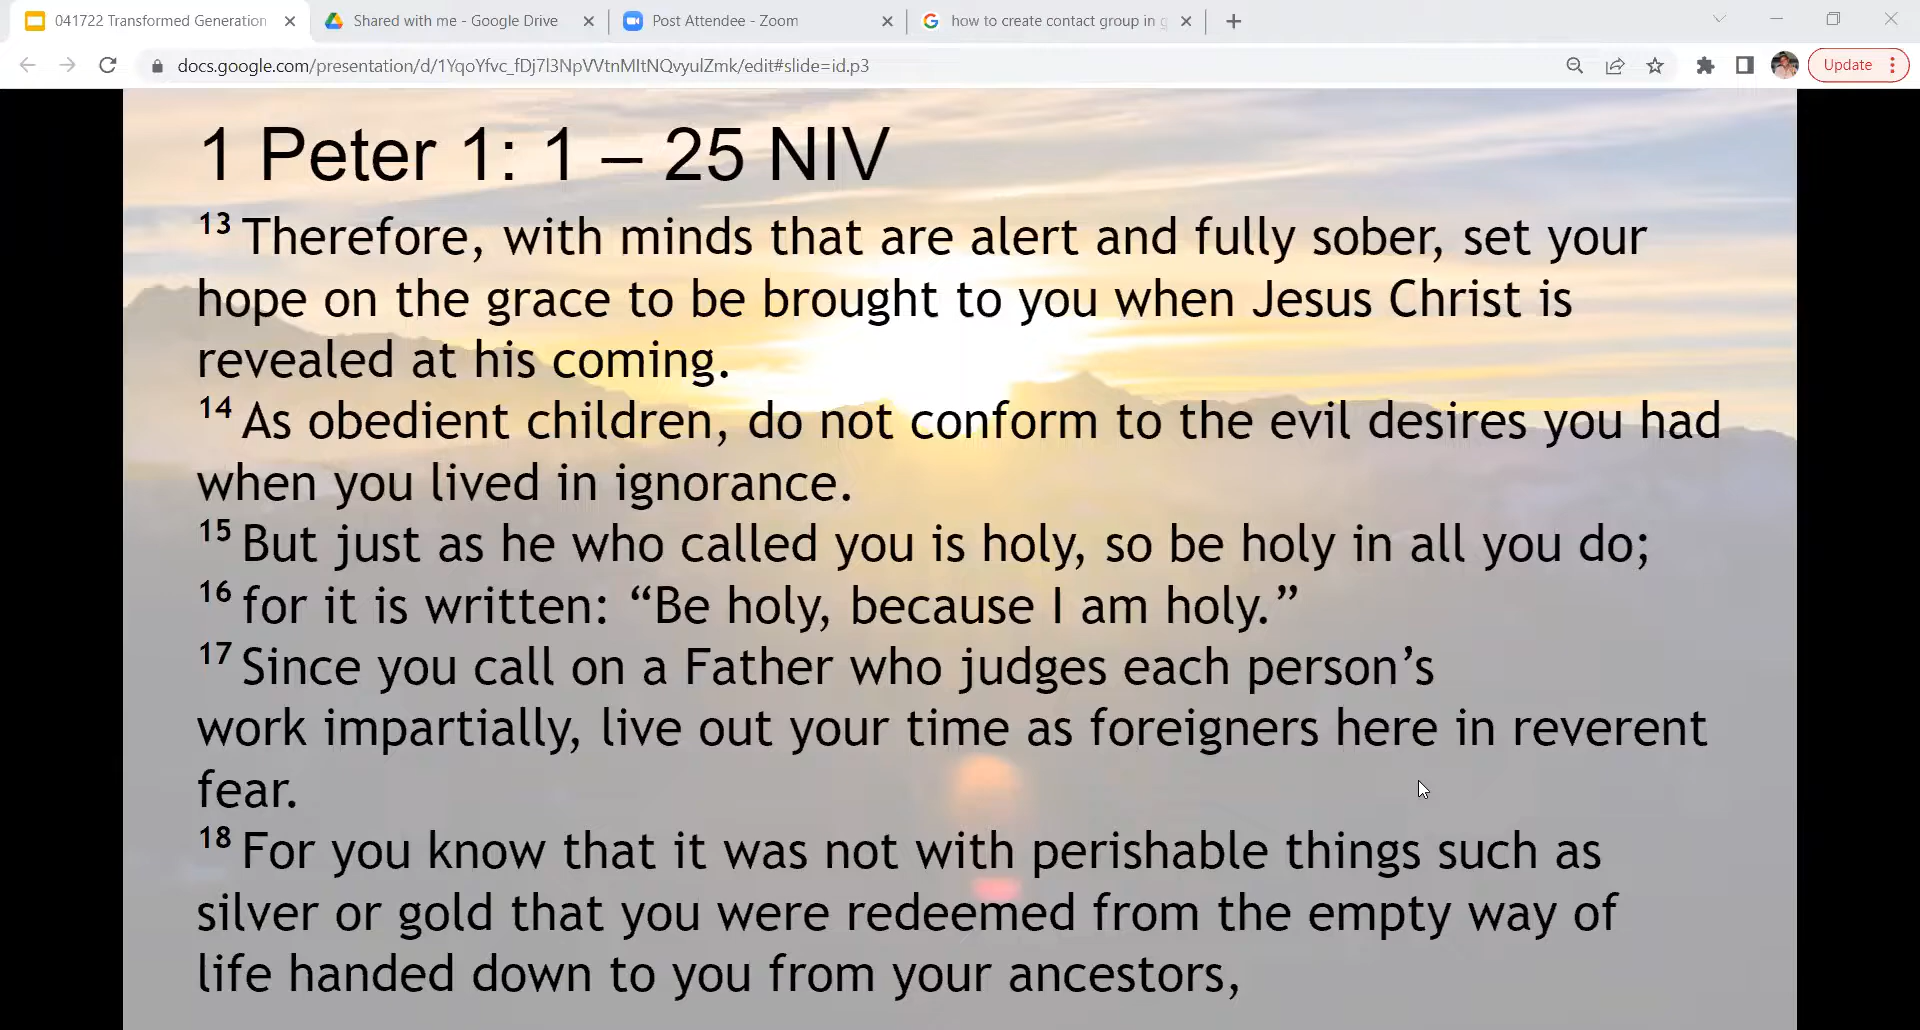 041722 Transformed Generation
Shared with me - Google Drive
Post Attendee - Zoom
how to create contact group in g
docs.google.com/presentation/d/1YqoYfvc_fDj7l3NpVVtnMItNQvyulZmk/edit#slide=id.p3
Update
1 Peter 1: 1 – 25 NIV
13 Therefore, with minds that are alert and fully sober, set your
hope on the grace to be brought to you when Jesus Christ is
revealed at his coming.
14 As obedient children, do not conform to the evil desires you had
when you lived in ignorance.
15 But just as he who called you is holy, so be holy in all you do;
16 for it is written: “Be holy, because I am holy.”
17 Since you call on a Father who judges each person’s
work impartially, live out your time as foreigners here in reverent
fear.
18 For you know that it was not with perishable things such as
silver or gold that you were redeemed from the empty way of
life handed down to you from your ancestors,